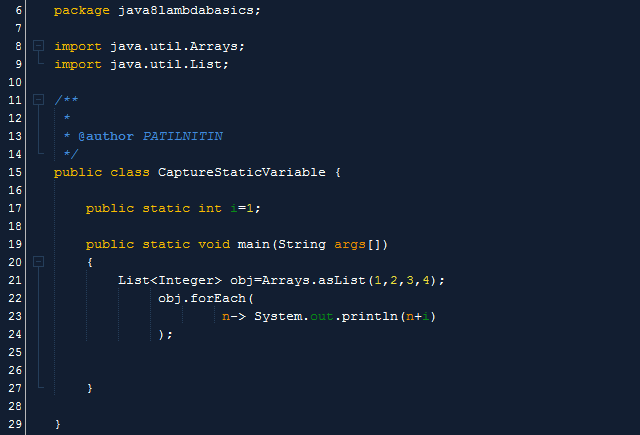 6 package java8lambdabasics;
7
8 import java.util.Arrays;
9 import java.util.List;
10
11 /**
12 *
13 * @author PATILNITIN
14 */
15 public class CaptureStaticVariable {
16
17 public static int i=1;
18
19 public static void main(String args[])
20 {
21 List<Integer> obj=Arrays.asList(1,2,3,4);
22 obj.forEach(
23 n-> System.out.println(n+i)
24 );
25
26
27 }
28
29 }